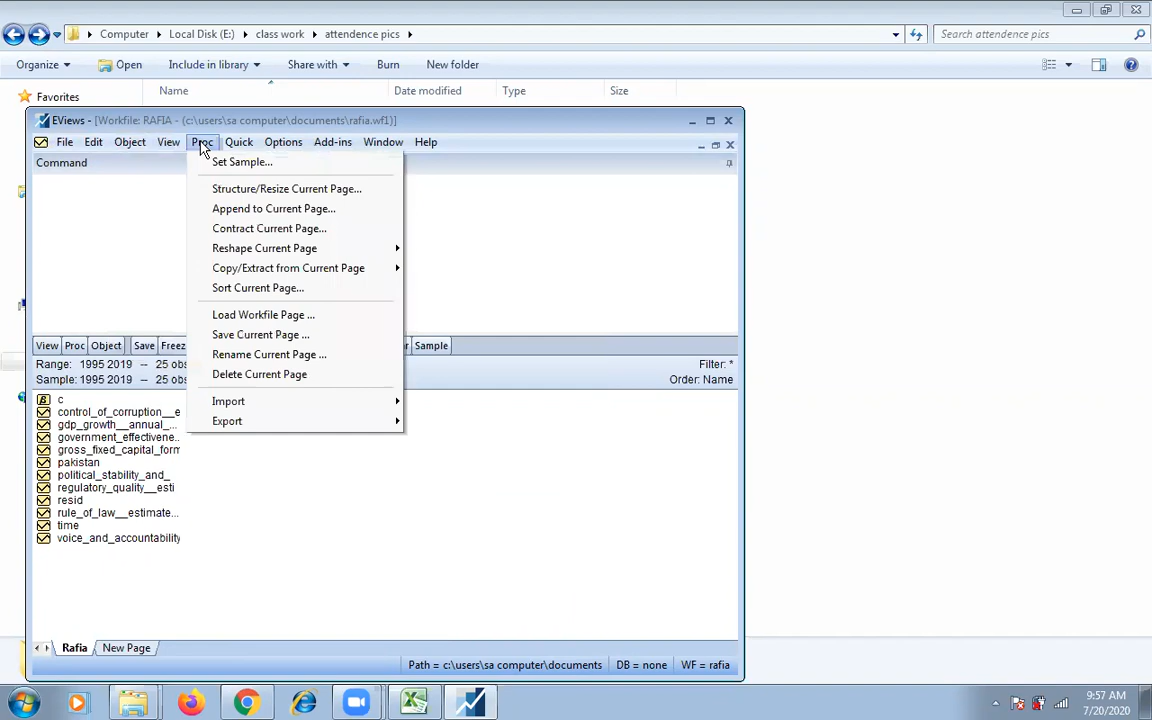 Computer ▸ Local Disk (E:) ▸ class work ▸ attendence pics ▸
Search attendence pics
Organize Open Include in library Share with Burn New folder
Favorites
Name Date modified Type Size
EViews - [Workfile: RAFIA - (c:\users\sa computer\documents\rafia.wf1)]
File Edit Object View Proc Quick Options Add-ins Window Help
Command
Set Sample...
Structure/Resize Current Page...
Append to Current Page...
Contract Current Page...
Reshape Current Page
Copy/Extract from Current Page
Sort Current Page...
Load Workfile Page ...
Save Current Page ...
Rename Current Page ...
Delete Current Page
Import
Export
View Proc Object Save Freez Sample
Range: 1995 2019 -- 25 obs
Filter: *
Sample: 1995 2019 -- 25 obs
Order: Name
c
control_of_corruption__e
gdp_growth__annual_...
government_effectivene...
gross_fixed_capital_form
pakistan
political_stability_and_
regulatory_quality__esti
resid
rule_of_law__estimate...
time
voice_and_accountability
Rafia New Page
Path = c:\users\sa computer\documents DB = none WF = rafia
9:57 AM
7/20/2020